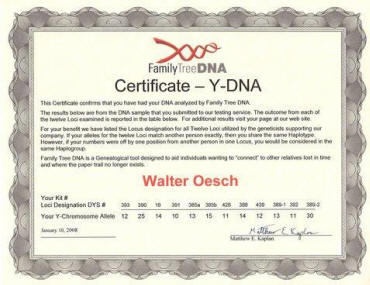 FamilyTreeDNA
Certificate – Y-DNA
This Certificate confirms that you have had your DNA analyzed by Family Tree DNA.
The results below are from the DNA sample that you submitted to our testing service. The outcome from each of
the twelve Loci examined is reported in the table below. For additional results visit your page at our web site.
For your benefit we have listed the Locus designation for all Twelve Loci utilized by the geneticists supporting our
company. If your alleles for the twelve Loci match another person exactly, then you share the same Haplotype.
However, if your numbers were off by one position from another person in one Locus, you would be considered in the
same Haplogroup.
Family Tree DNA is a Genealogical tool designed to aid individuals wanting to "connect" to other relatives lost in time
and where the paper trail no longer exists.
Walter Oesch
Your Kit #
Loci Designation DYS # 393 390 19 391 385a 385b 426 388 439 389-1 392 389-2
Your Y-Chromosome Allele 12 25 14 10 13 15 11 14 12 13 11 30
January 10, 2008
Matthew E. Kaplan
Matthew E. Kaplan